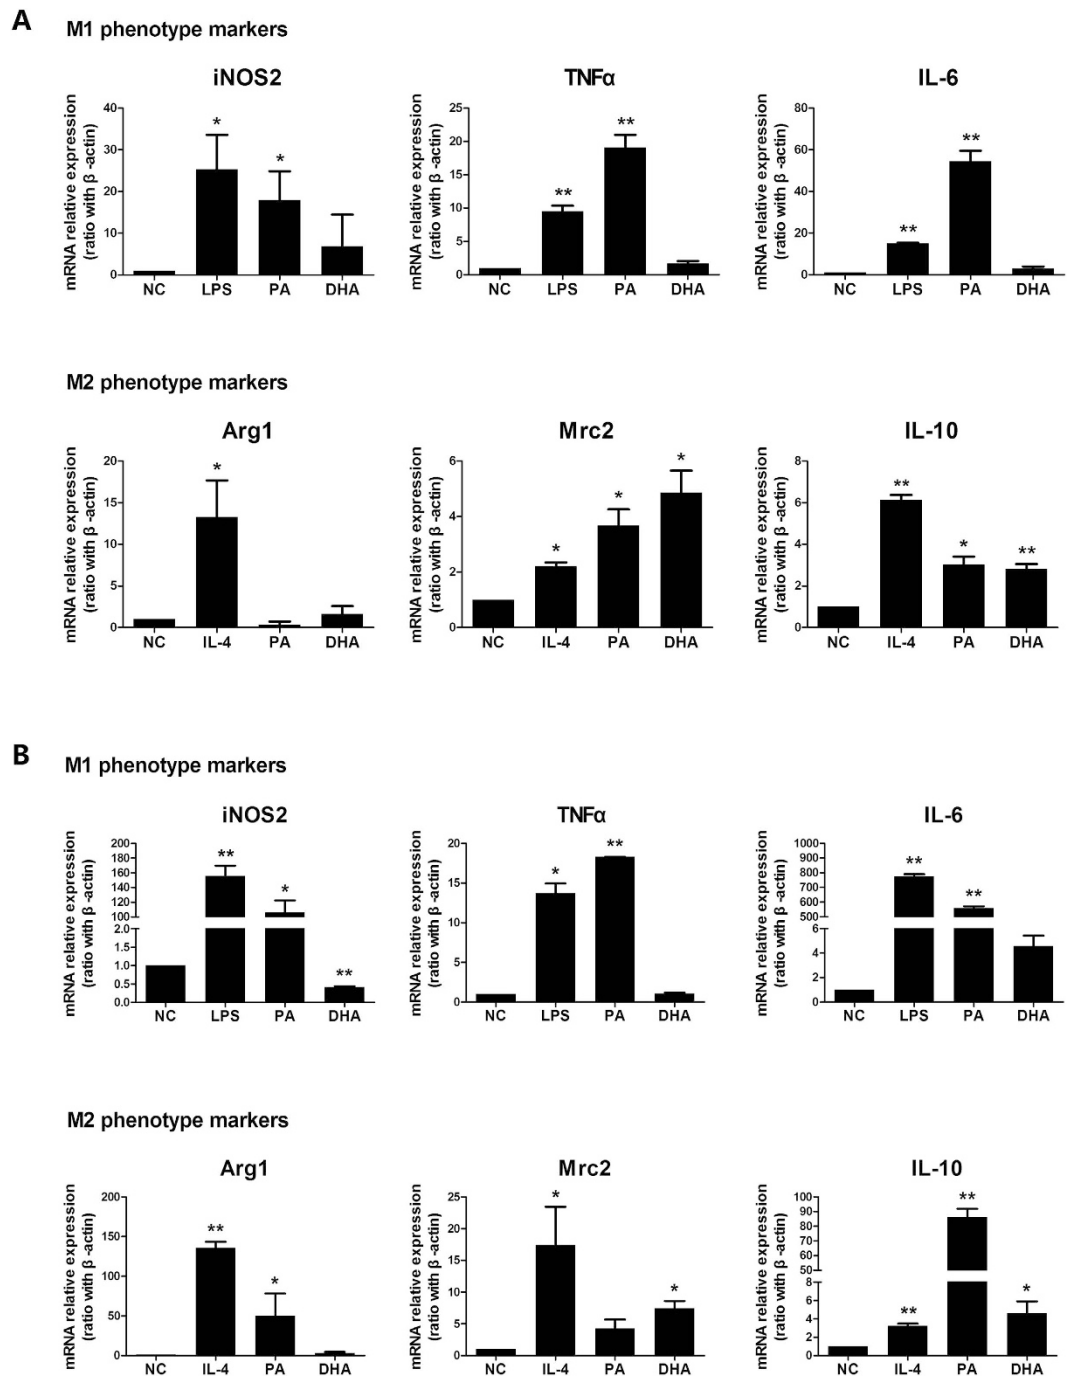 A
M1 phenotype markers
iNOS2
mRNA relative expression
(ratio with β -actin)
40
30
20
10
0
*
*
NC LPS PA DHA
TNFα
mRNA relative expression
(ratio with β -actin)
25
20
15
10
5
0
**
**
NC LPS PA DHA
IL-6
mRNA relative expression
(ratio with β -actin)
80
60
40
20
0
**
**
NC LPS PA DHA
M2 phenotype markers
Arg1
mRNA relative expression
(ratio with β -actin)
20
15
10
5
0
*
NC IL-4 PA DHA
Mrc2
mRNA relative expression
(ratio with β -actin)
6
4
2
0
*
*
*
NC IL-4 PA DHA
IL-10
mRNA relative expression
(ratio with β -actin)
8
6
4
2
0
**
*
**
NC IL-4 PA DHA
B
M1 phenotype markers
iNOS2
mRNA relative expression
(ratio with β -actin)
200
180
160
140
120
100
2.0
1.5
1.0
0.5
0.0
**
*
**
NC LPS PA DHA
TNFα
mRNA relative expression
(ratio with β -actin)
20
15
10
5
0
*
**
NC LPS PA DHA
IL-6
mRNA relative expression
(ratio with β -actin)
1000
900
800
700
600
500
6
4
2
0
**
**
NC LPS PA DHA
M2 phenotype markers
Arg1
mRNA relative expression
(ratio with β -actin)
200
150
100
50
0
**
*
NC IL-4 PA DHA
Mrc2
mRNA relative expression
(ratio with β -actin)
25
20
15
10
5
0
*
*
NC IL-4 PA DHA
IL-10
mRNA relative expression
(ratio with β -actin)
100
90
80
70
60
50
8
6
4
2
0
**
**
*
NC IL-4 PA DHA